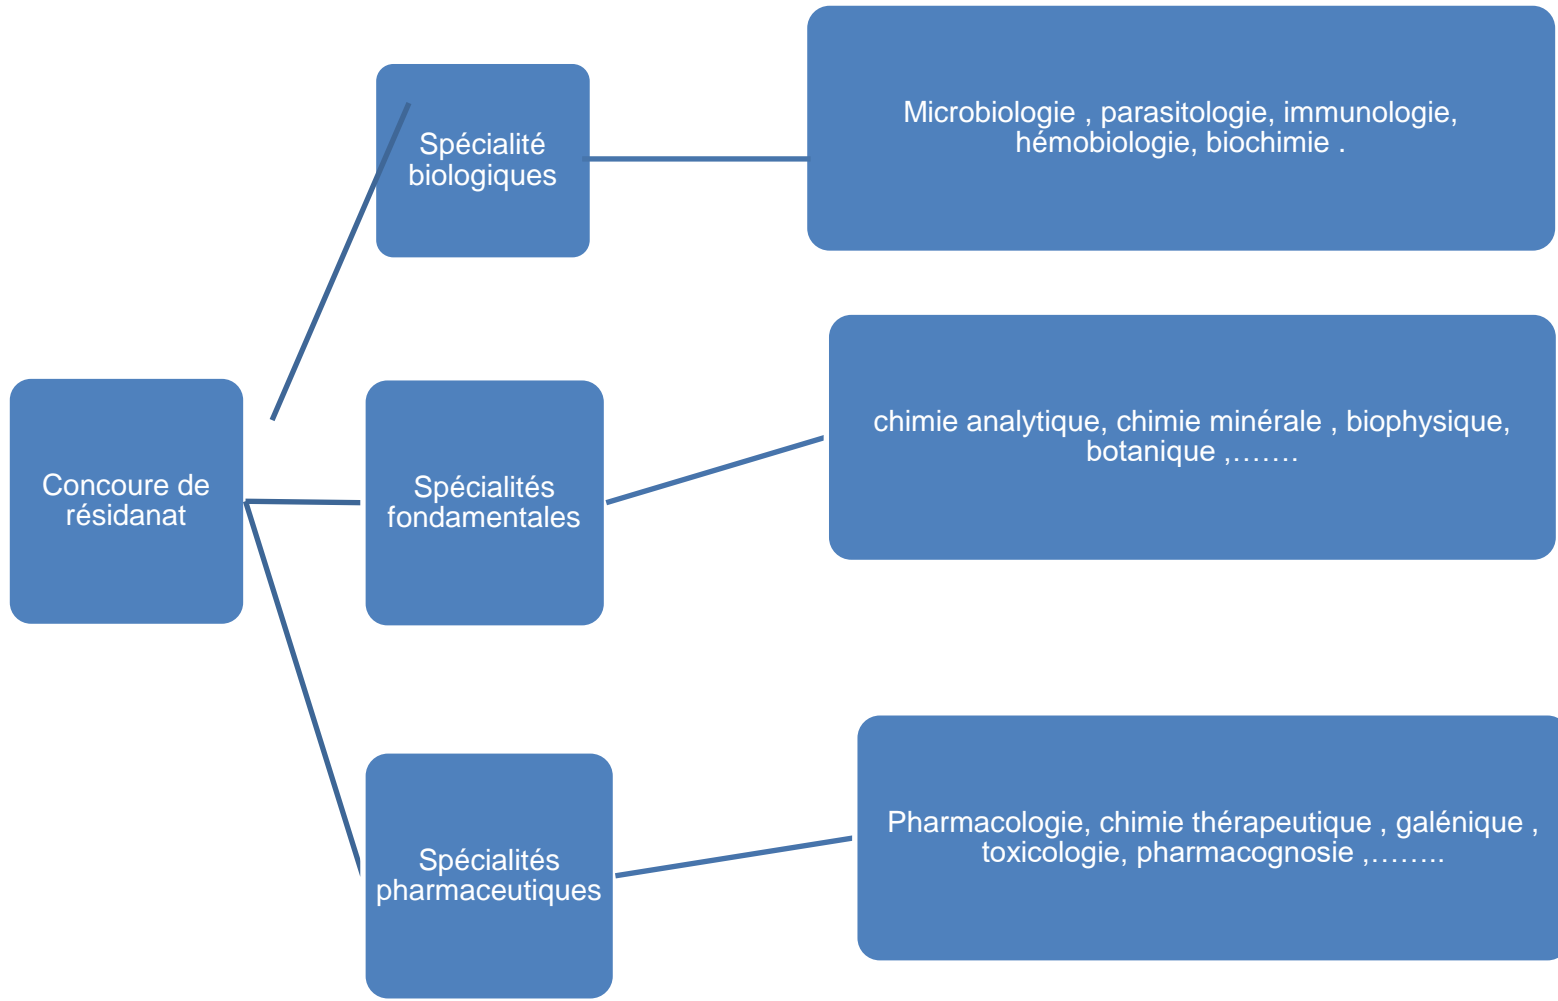 Concoure de
résidanat
Spécialité
biologiques
Microbiologie , parasitologie, immunologie,
hémobiologie, biochimie .
Spécialités
fondamentales
chimie analytique, chimie minérale , biophysique,
botanique ,…….
Spécialités
pharmaceutiques
Pharmacologie, chimie thérapeutique , galénique ,
toxicologie, pharmacognosie ,……..